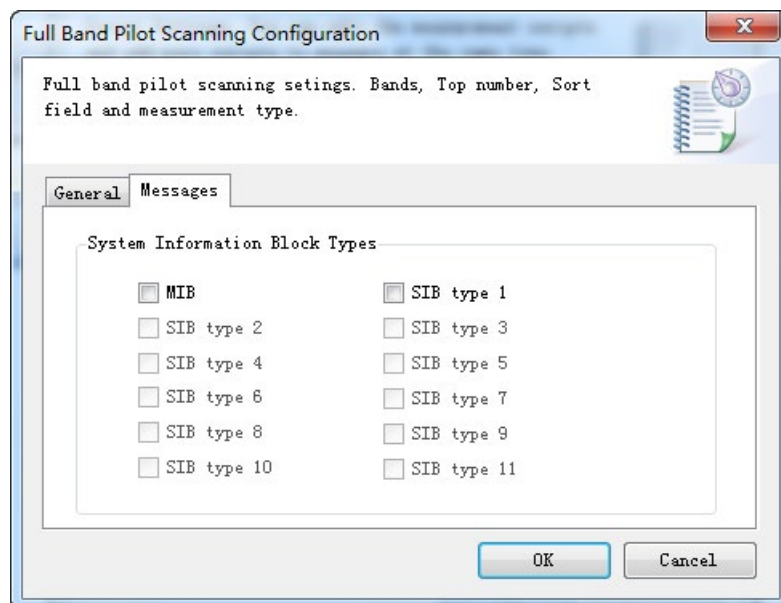 Full Band Pilot Scanning Configuration
Full band pilot scanning setings. Bands, Top number, Sort
field and measurement type.
General Messages
System Information Block Types
MIB SIB type 1
SIB type 2 SIB type 3
SIB type 4 SIB type 5
SIB type 6 SIB type 7
SIB type 8 SIB type 9
SIB type 10 SIB type 11
OK Cancel